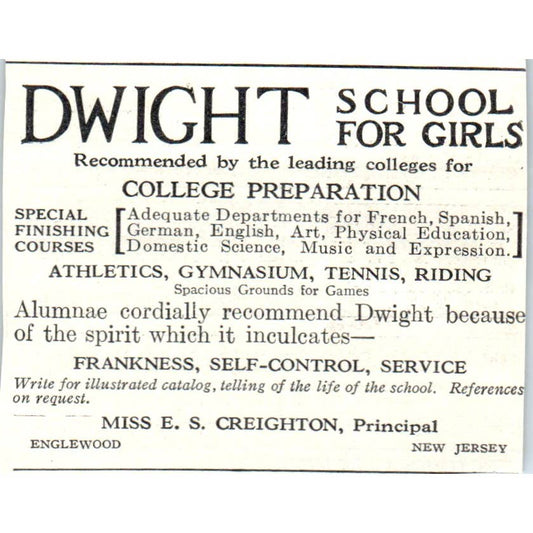 DWIGHT SCHOOL FOR GIRLS
Recommended by the leading colleges for
COLLEGE PREPARATION
SPECIAL FINISHING COURSES
[Adequate Departments for French, Spanish,
German, English, Art, Physical Education,
Domestic Science, Music and Expression.]
ATHLETICS, GYMNASIUM, TENNIS, RIDING
Spacious Grounds for Games
Alumnae cordially recommend Dwight because
of the spirit which it inculcates—
FRANKNESS, SELF-CONTROL, SERVICE
Write for illustrated catalog, telling of the life of the school. References
on request.
MISS E. S. CREIGHTON, Principal
ENGLEWOOD NEW JERSEY